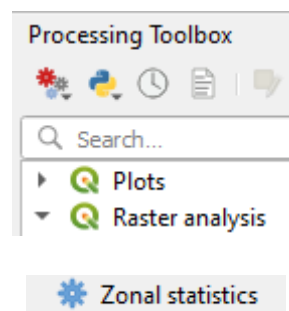 Processing Toolbox
Search...
Plots
Raster analysis
Zonal statistics